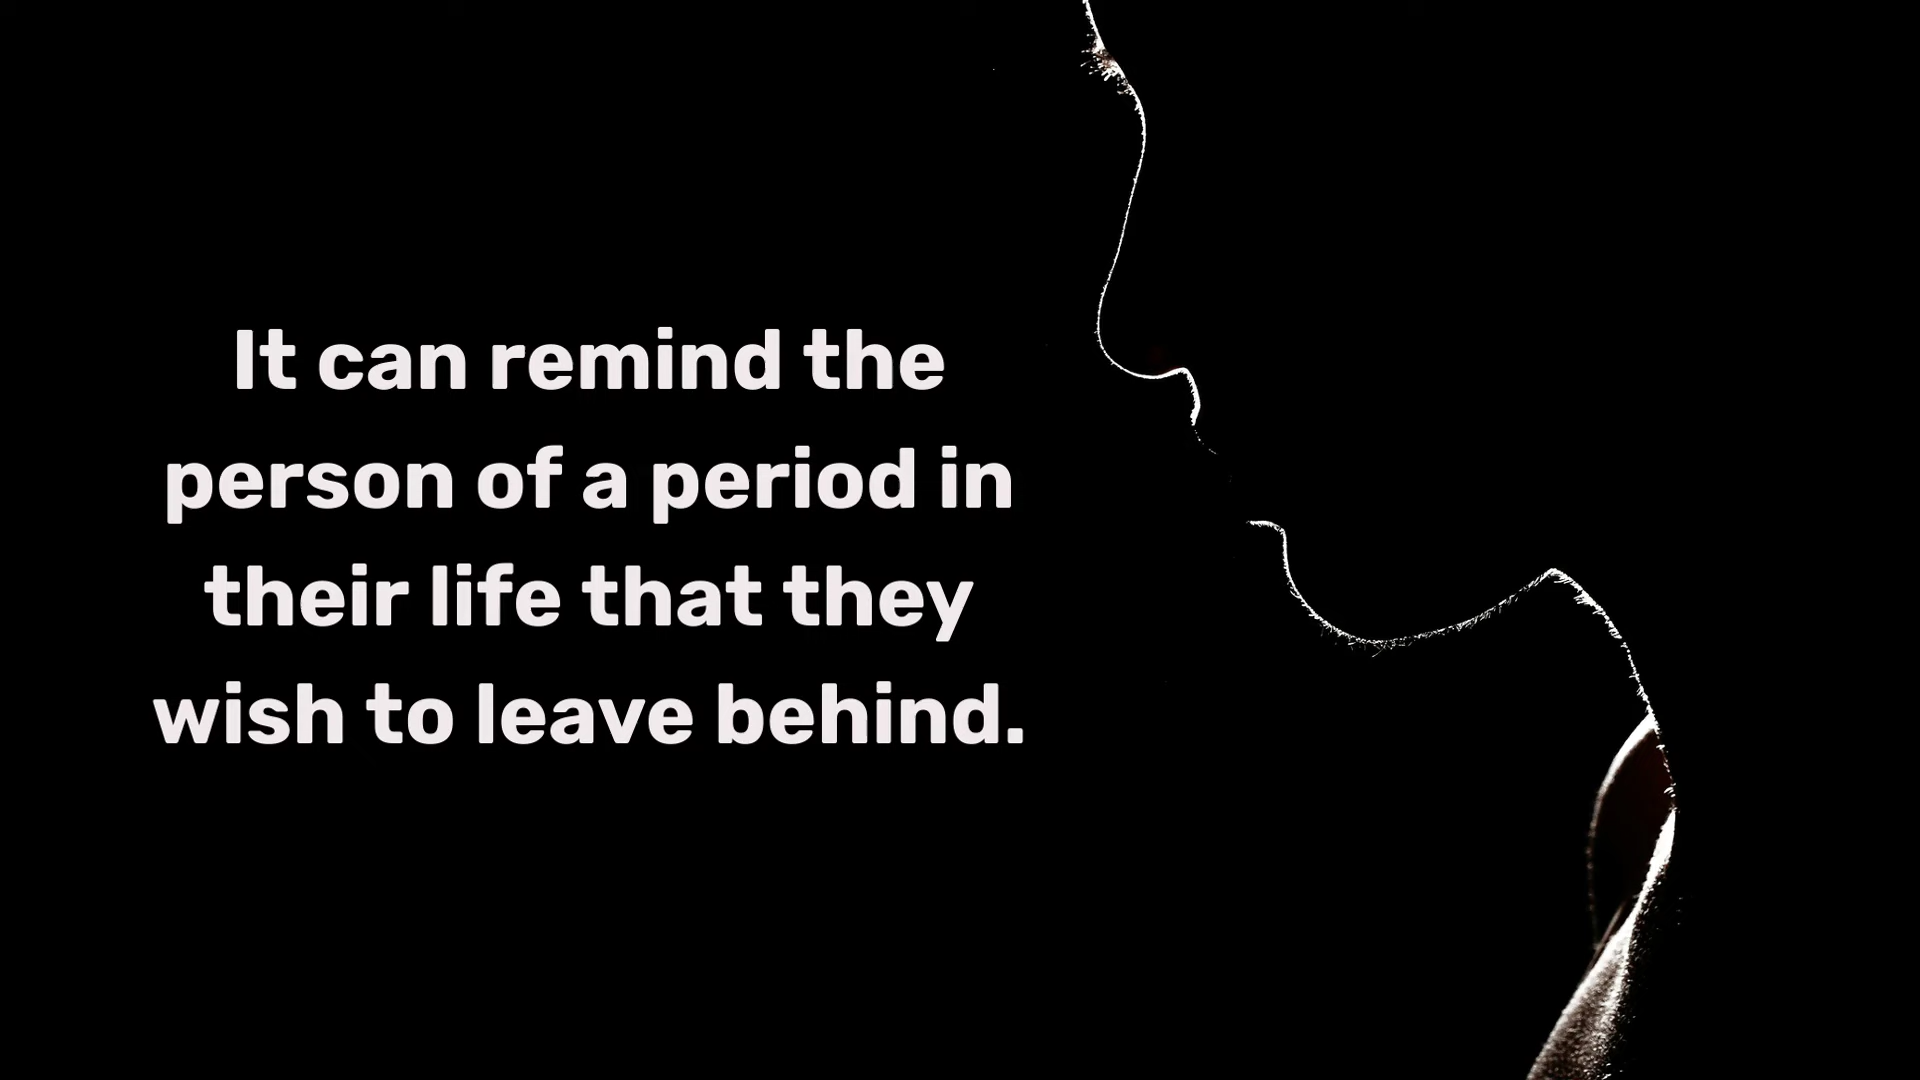 It can remind the
person of a period in
their life that they
wish to leave behind.